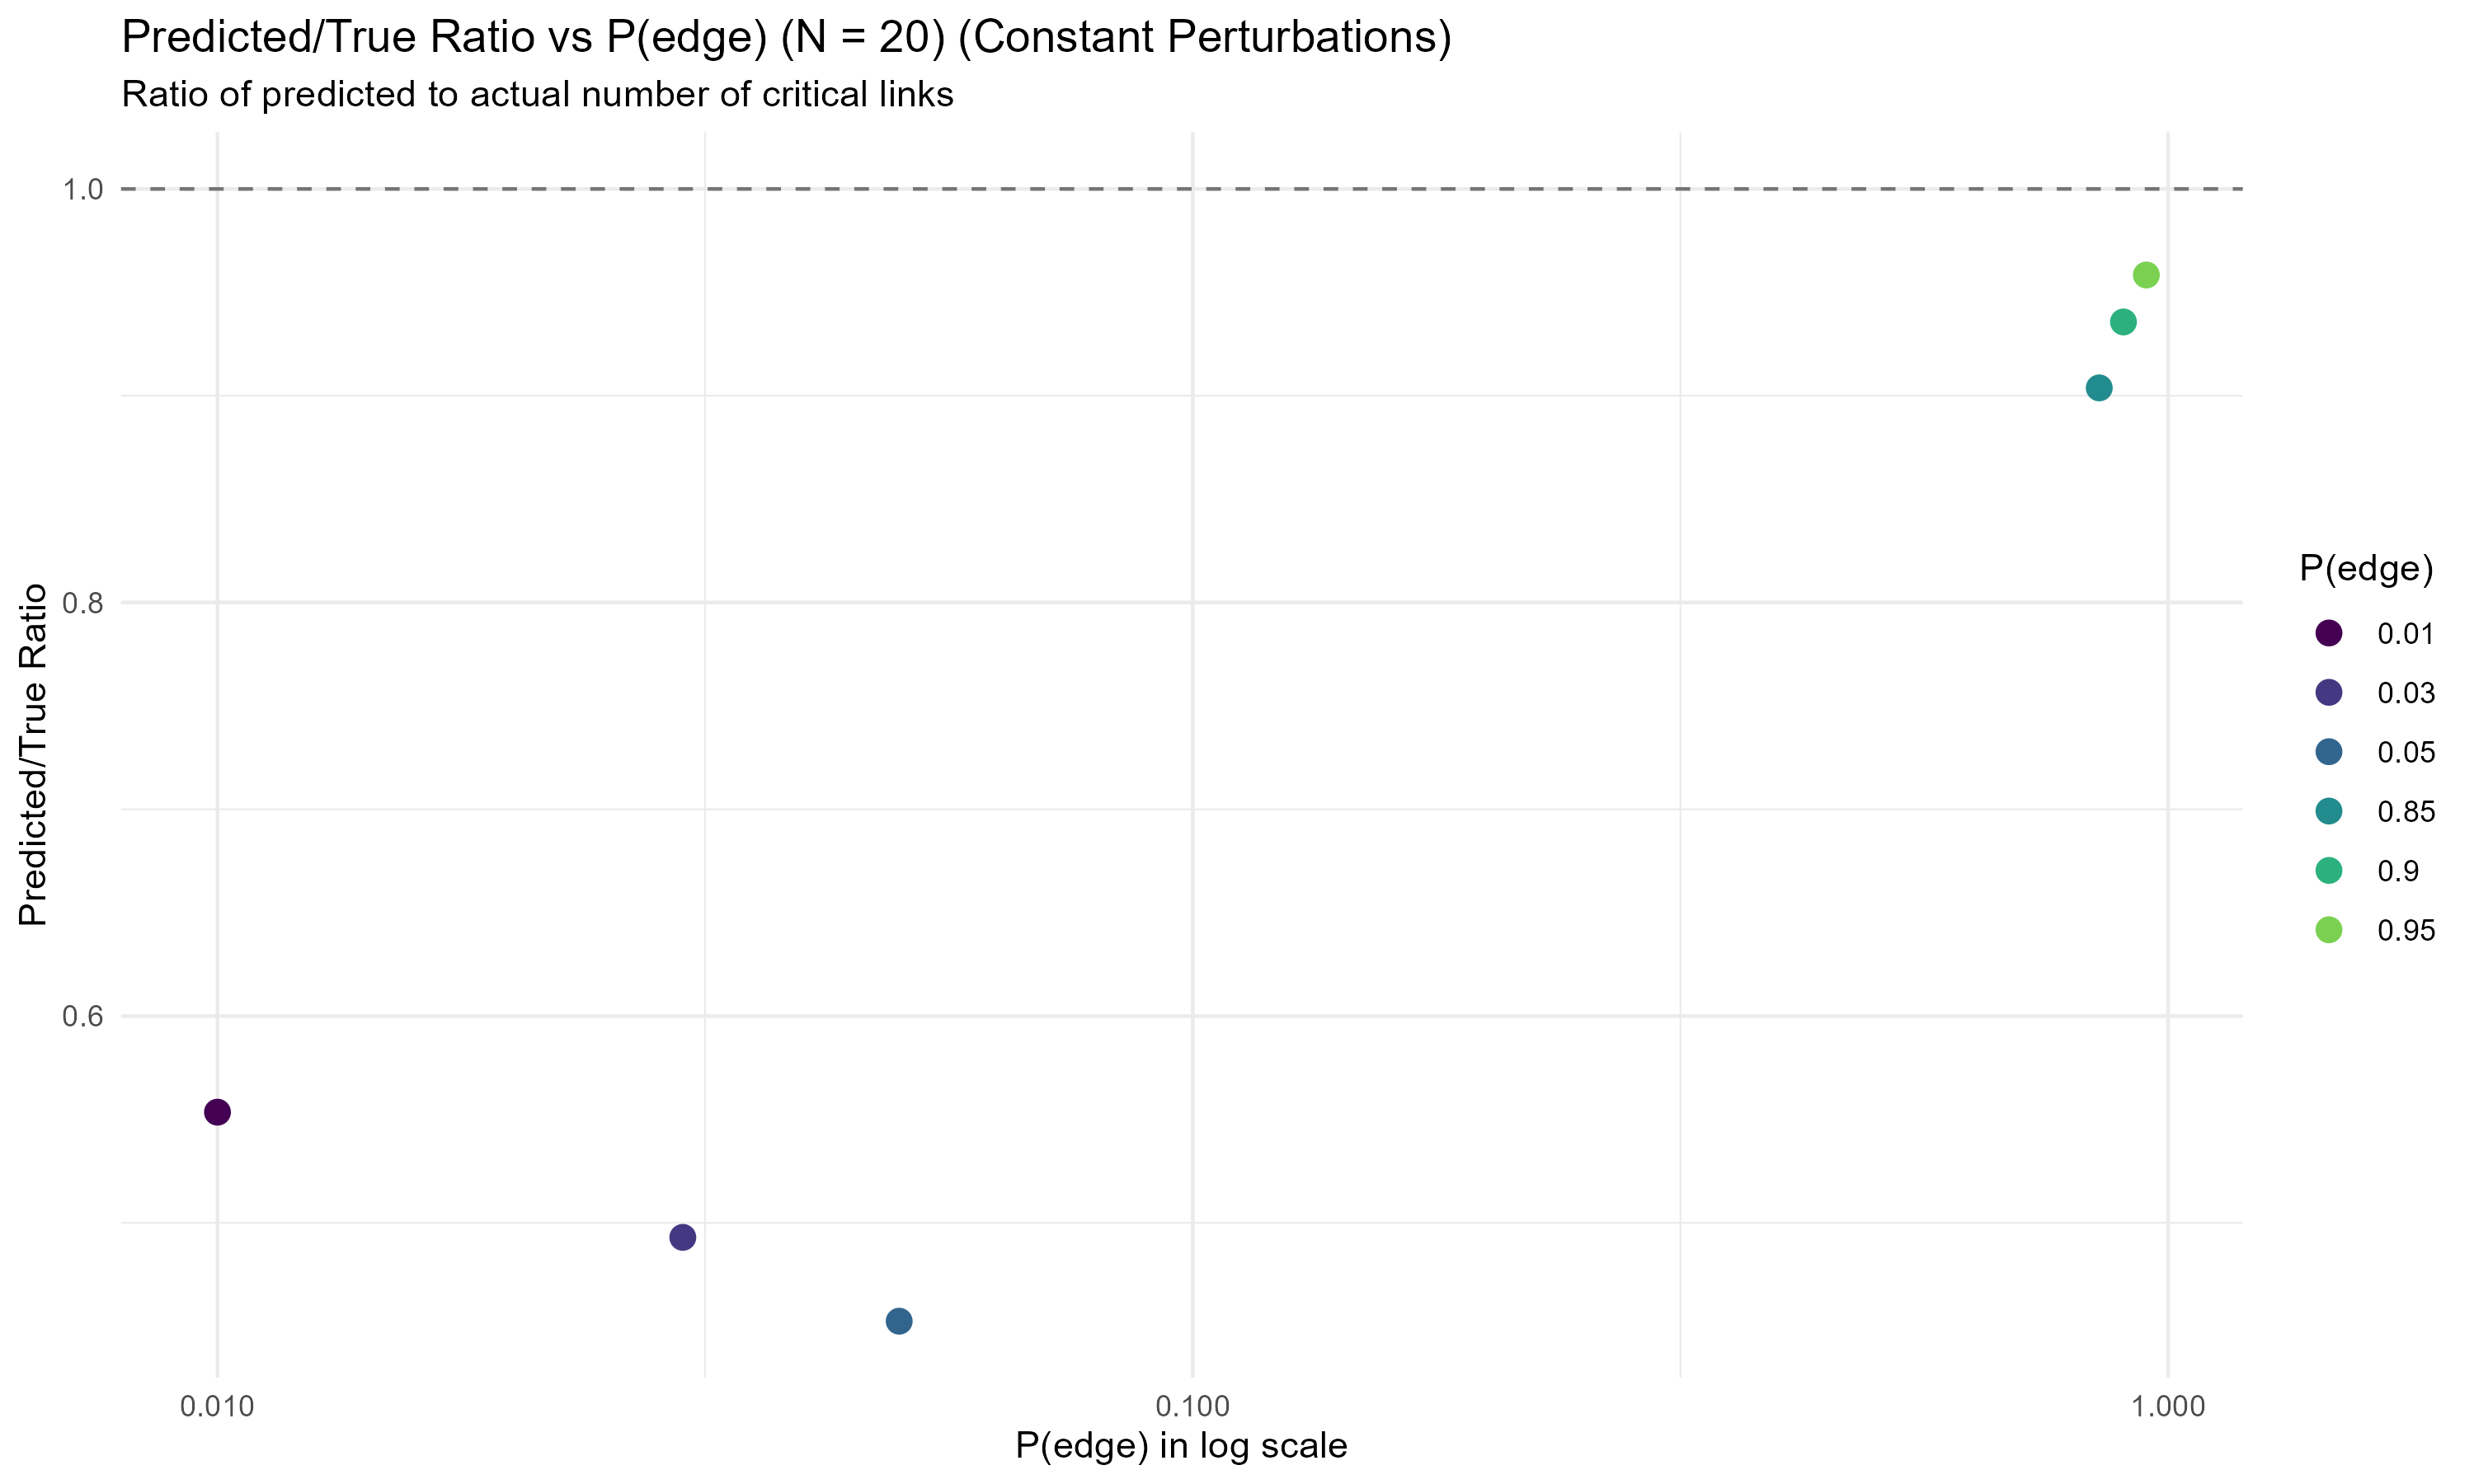 Predicted/True Ratio vs P(edge) (N = 20) (Constant Perturbations)
Ratio of predicted to actual number of critical links
Predicted/True Ratio
1.0
0.8
0.6
0.010
0.100
1.000
P(edge) in log scale
P(edge)
0.01
0.03
0.05
0.85
0.9
0.95